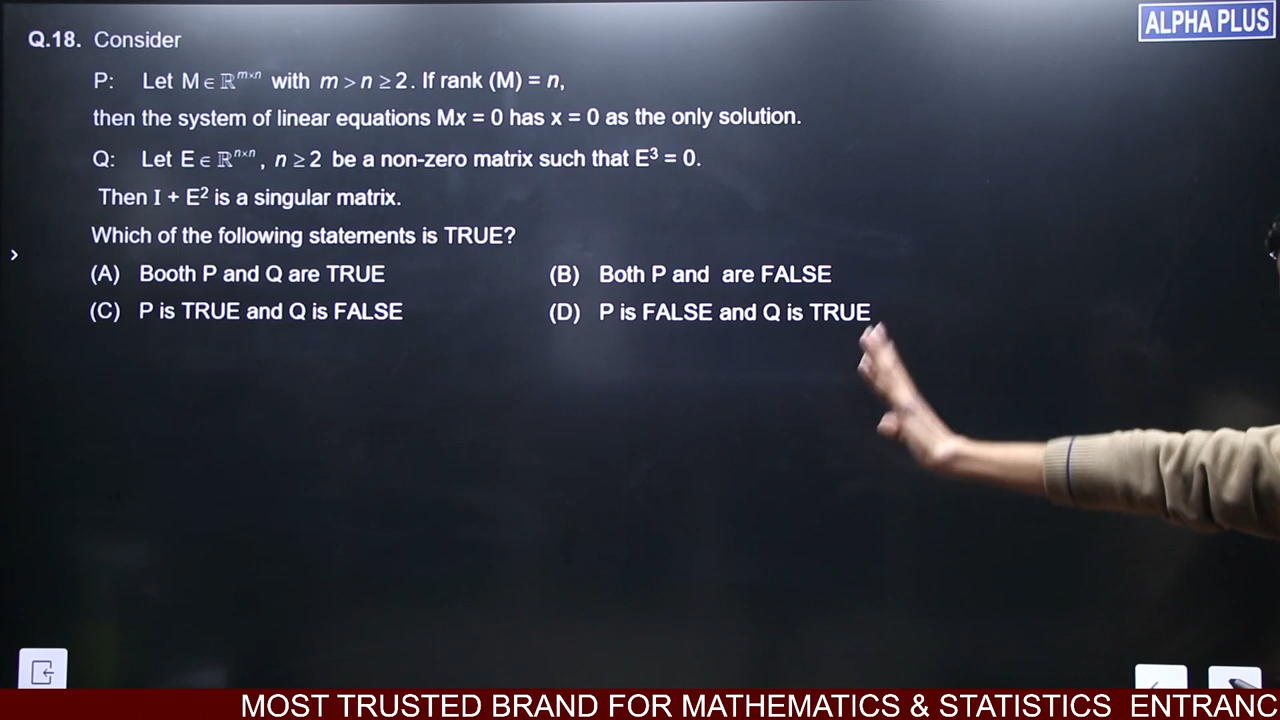 ALPHA PLUS
Q.18. Consider
P: Let M ∈ ℝᵐˣⁿ with m > n ≥ 2. If rank (M) = n,
then the system of linear equations Mx = 0 has x = 0 as the only solution.
Q: Let E ∈ ℝⁿˣⁿ, n ≥ 2 be a non-zero matrix such that E³ = 0.
Then I + E² is a singular matrix.
Which of the following statements is TRUE?
(A) Booth P and Q are TRUE (B) Both P and are FALSE
(C) P is TRUE and Q is FALSE (D) P is FALSE and Q is TRUE
MOST TRUSTED BRAND FOR MATHEMATICS & STATISTICS ENTRANC